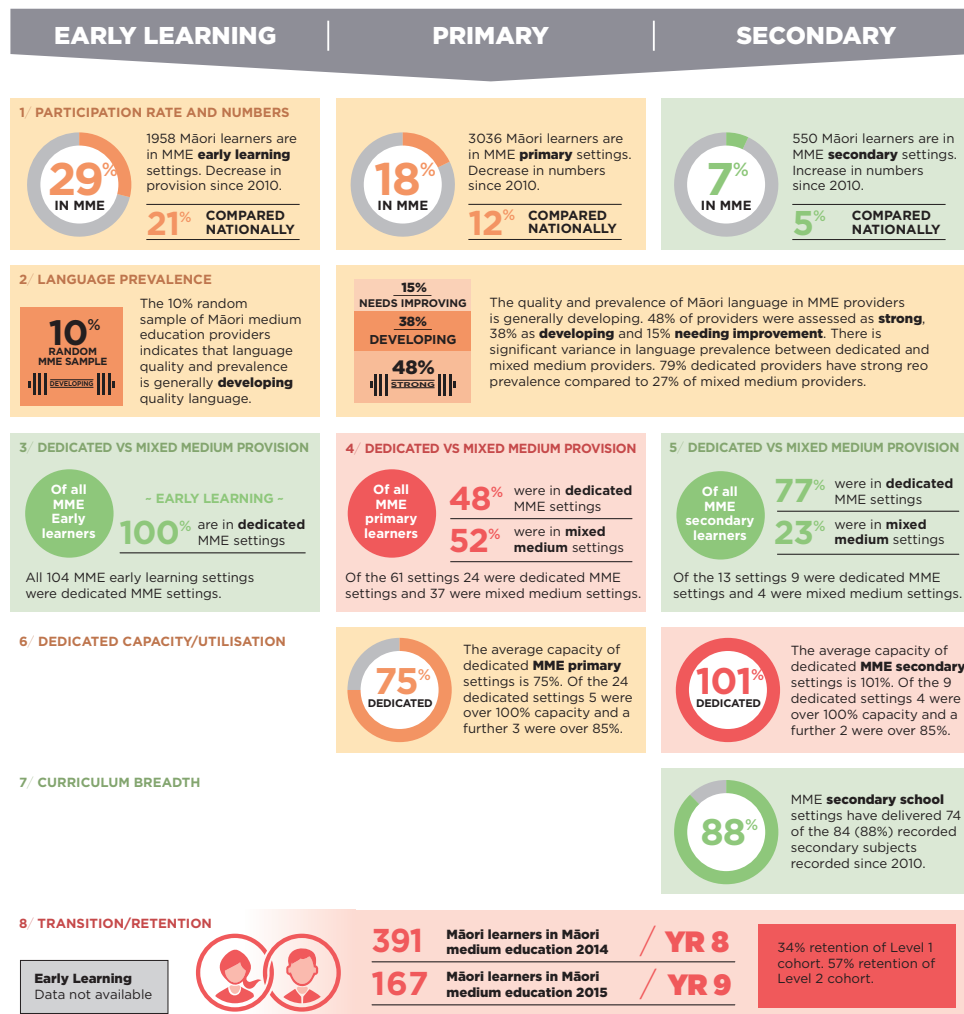 EARLY LEARNING
PRIMARY
SECONDARY
1/ PARTICIPATION RATE AND NUMBERS
29%
IN MME
1958 Māori learners are
in MME early learning
settings. Decrease in
provision since 2010.
21% COMPARED
NATIONALLY
18%
IN MME
3036 Māori learners are
in MME primary settings.
Decrease in numbers
since 2010.
12% COMPARED
NATIONALLY
7%
IN MME
550 Māori learners are in
MME secondary settings.
Increase in numbers
since 2010.
5% COMPARED
NATIONALLY
2/ LANGUAGE PREVALENCE
10%
RANDOM
MME SAMPLE
DEVELOPING
The 10% random
sample of Māori medium
education providers
indicates that language
quality and prevalence
is generally developing
quality language.
15%
NEEDS IMPROVING
38%
DEVELOPING
48%
STRONG
The quality and prevalence of Māori language in MME providers
is generally developing. 48% of providers were assessed as strong,
38% as developing and 15% needing improvement. There is
significant variance in language prevalence between dedicated and
mixed medium providers. 79% dedicated providers have strong reo
prevalence compared to 27% of mixed medium providers.
3/ DEDICATED VS MIXED MEDIUM PROVISION
Of all
MME
Early
learners
– EARLY LEARNING –
100% are in dedicated
MME settings
All 104 MME early learning settings
were dedicated MME settings.
4/ DEDICATED VS MIXED MEDIUM PROVISION
Of all
MME
primary
learners
48% were in dedicated
MME settings
52% were in mixed
medium settings
Of the 61 settings 24 were dedicated MME
settings and 37 were mixed medium settings.
5/ DEDICATED VS MIXED MEDIUM PROVISION
Of all
MME
secondary
learners
77% were in dedicated
MME settings
23% were in mixed
medium settings
Of the 13 settings 9 were dedicated MME
settings and 4 were mixed medium settings.
6/ DEDICATED CAPACITY/UTILISATION
75%
DEDICATED
The average capacity of
dedicated MME primary
settings is 75%. Of the 24
dedicated settings 5 were
over 100% capacity and a
further 3 were over 85%.
101%
DEDICATED
The average capacity of
dedicated MME secondary
settings is 101%. Of the 9
dedicated settings 4 were
over 100% capacity and a
further 2 were over 85%.
7/ CURRICULUM BREADTH
88%
MME secondary school
settings have delivered 74
of the 84 (88%) recorded
secondary subjects
recorded since 2010.
8/ TRANSITION/RETENTION
Early Learning
Data not available
391 Māori learners in Māori
medium education 2014 / YR 8
167 Māori learners in Māori
medium education 2015 / YR 9
34% retention of Level 1
cohort. 57% retention of
Level 2 cohort.